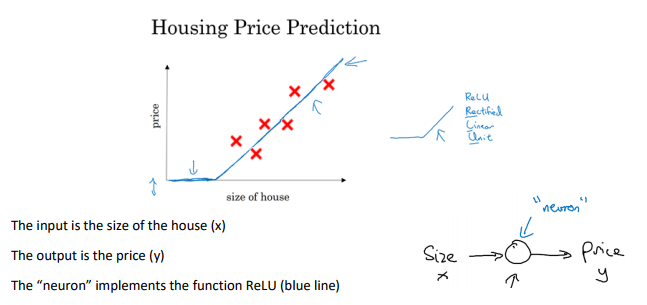 Housing Price Prediction
price
size of house
ReLU
Rectified
Linear
Unit
"neuron"
Size
x
Price
y
The input is the size of the house (x)
The output is the price (y)
The “neuron” implements the function ReLU (blue line)